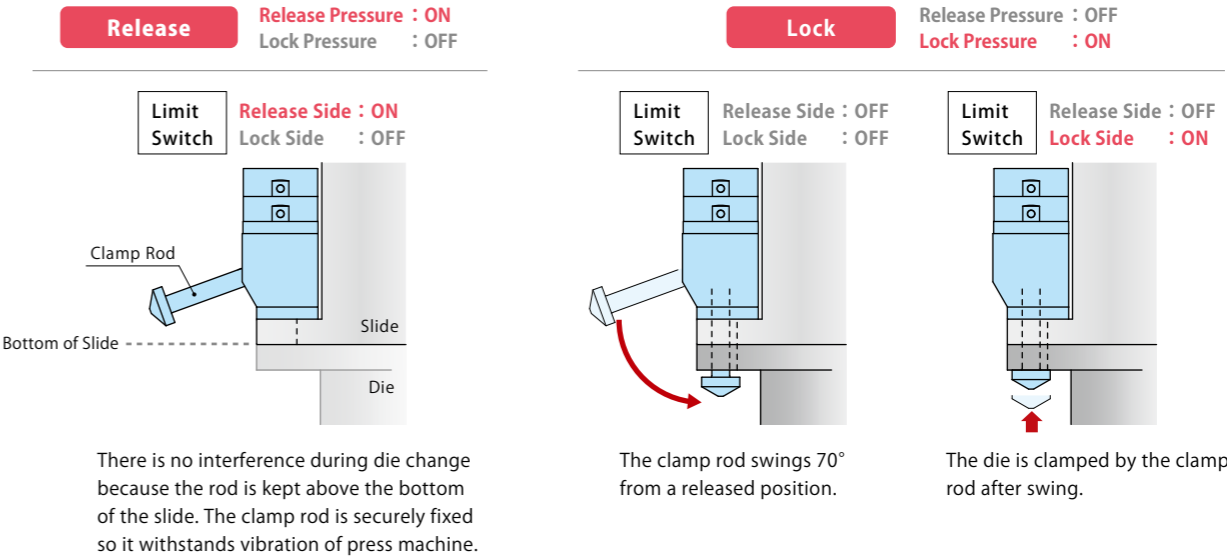 Release
Release Pressure : ON
Lock Pressure : OFF
Lock
Release Pressure : OFF
Lock Pressure : ON
Limit
Switch
Release Side : ON
Lock Side : OFF
Clamp Rod
Bottom of Slide
Slide
Die
There is no interference during die change
because the rod is kept above the bottom
of the slide. The clamp rod is securely fixed
so it withstands vibration of press machine.
Limit
Switch
Release Side : OFF
Lock Side : OFF
The clamp rod swings 70°
from a released position.
Limit
Switch
Release Side : OFF
Lock Side : ON
The die is clamped by the clamp
rod after swing.